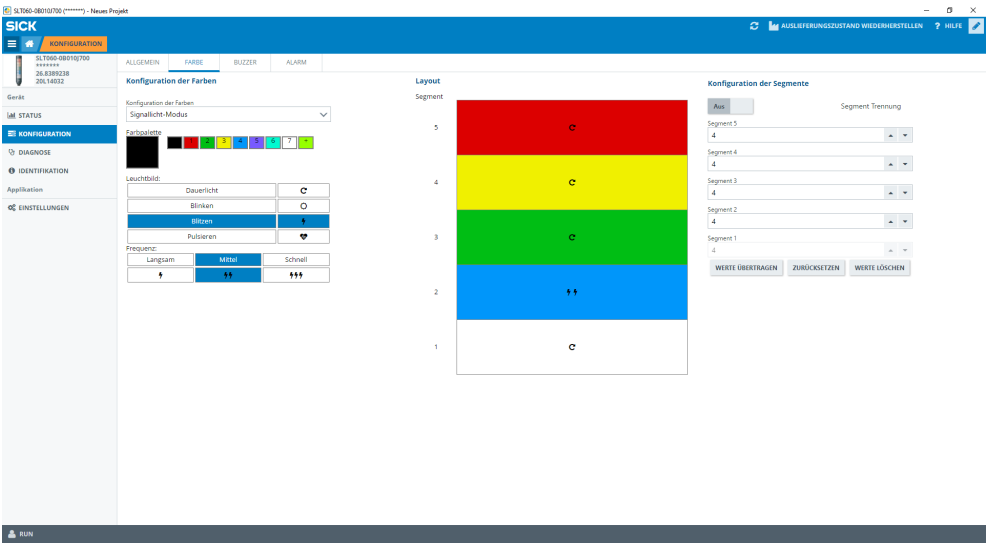 SLT060-0B010J700 (*******) - Neues Projekt
SICK
AUSLIEFERUNGSZUSTAND WIEDERHERSTELLEN
? HILFE
KONFIGURATION
SLT060-0B010J700
*******
26.8389238
20L14032
Gerät
STATUS
KONFIGURATION
DIAGNOSE
IDENTIFIKATION
Applikation
EINSTELLUNGEN
ALLGEMEIN FARBE BUZZER ALARM
Konfiguration der Farben
Konfiguration der Farben
Signallicht-Modus
Farbpalette
1 2 3 4 5 6 7 *
Leuchtbild:
Dauerlicht
Blinken
Blitzen
Pulsieren
Frequenz:
Langsam Mittel Schnell
Layout
Segment
5
4
3
2
1
Konfiguration der Segmente
Aus Segment Trennung
Segment 5
4
Segment 4
4
Segment 3
4
Segment 2
4
Segment 1
4
WERTE ÜBERTRAGEN ZURÜCKSETZEN WERTE LÖSCHEN
RUN